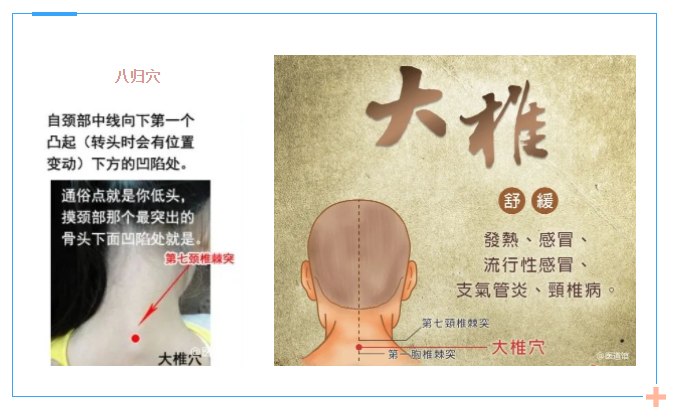 八归穴
自颈部中线向下第一个
凸起（转头时会有位置
变动）下方的凹陷处。
通俗点就是你低头，
摸颈部那个最突出的
骨头下面凹陷处就是。
第七颈椎棘突
大椎穴
大椎
舒緩
發熱、感冒、
流行性感冒、
支氣管炎、頸椎病。
第七頸椎棘突
大椎穴
第一胸椎棘突